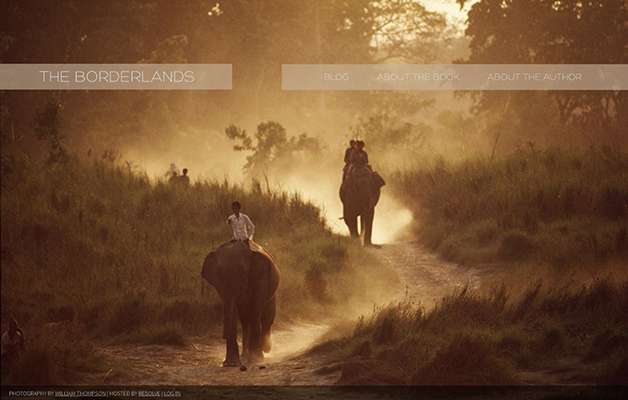 THE BORDERLANDS
BLOG ABOUT THE BOOK ABOUT THE AUTHOR
PHOTOGRAPHY BY WILLIAM THOMPSON | HOSTED BY RESOLVE | LOG IN